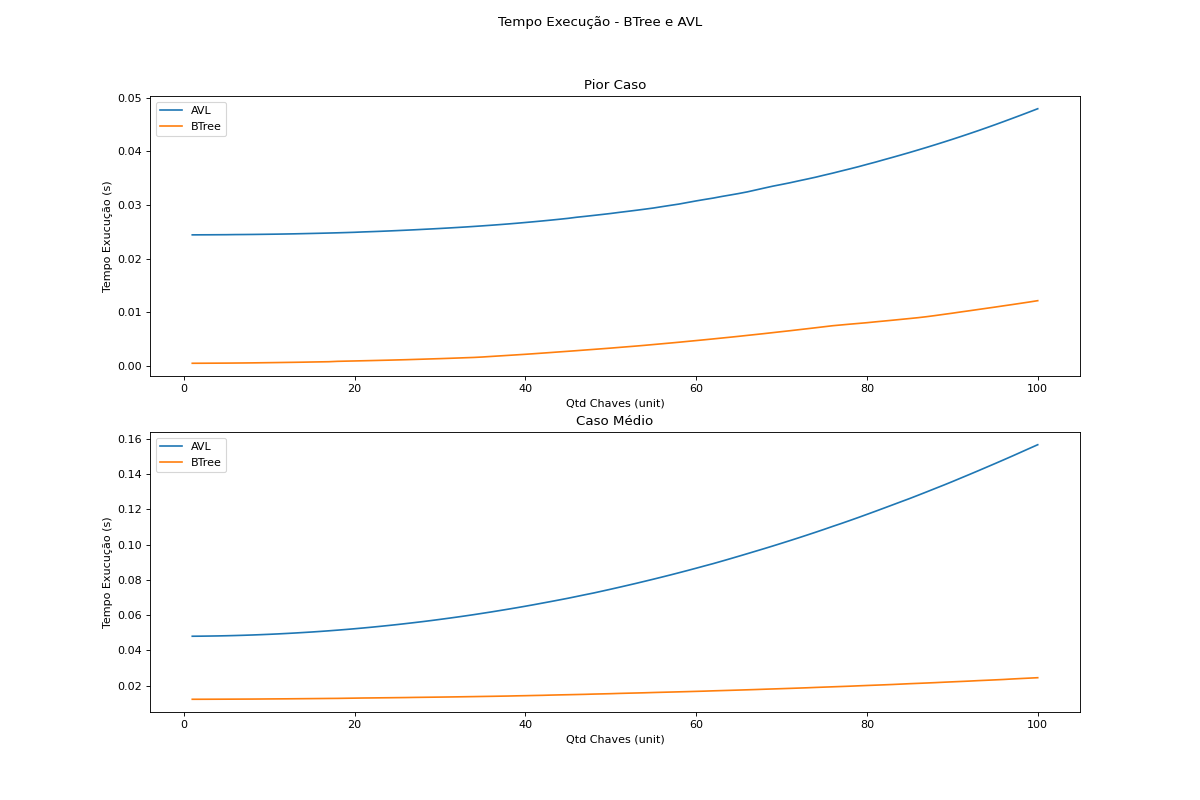 Tempo Execução - BTree e AVL
Pior Caso
AVL
BTree
Tempo Exucução (s)
0.05
0.04
0.03
0.02
0.01
0.00
0 20 40 60 80 100
Qtd Chaves (unit)
Caso Médio
AVL
BTree
Tempo Exucução (s)
0.16
0.14
0.12
0.10
0.08
0.06
0.04
0.02
0 20 40 60 80 100
Qtd Chaves (unit)